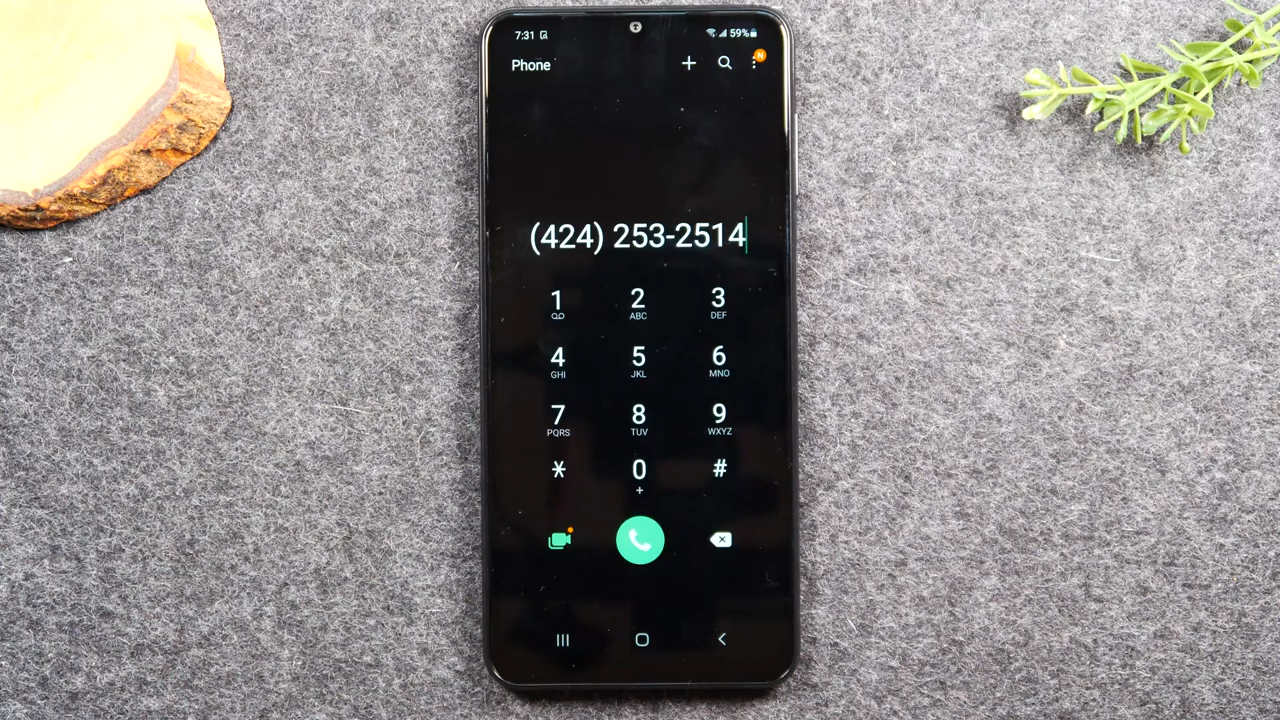 7:31 59%
Phone
N
(424) 253-2514
1 2 3
ABC DEF
4 5 6
GHI JKL MNO
7 8 9
PQRS TUV WXYZ
* 0 #
+